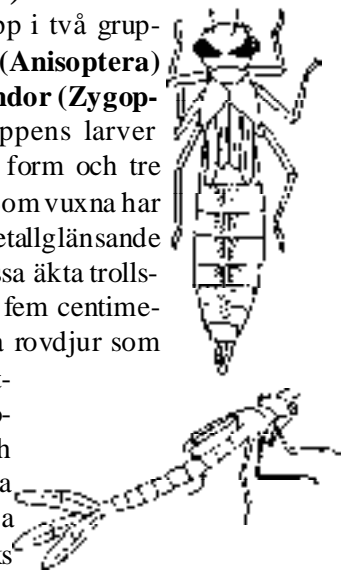 pp i två grup-
(Anisoptera)
ndor (Zygop-
ppens larver
form och tre
om vuxna har
etallglänsande
ssa äkta trolls-
fem centime-
rovdjur som